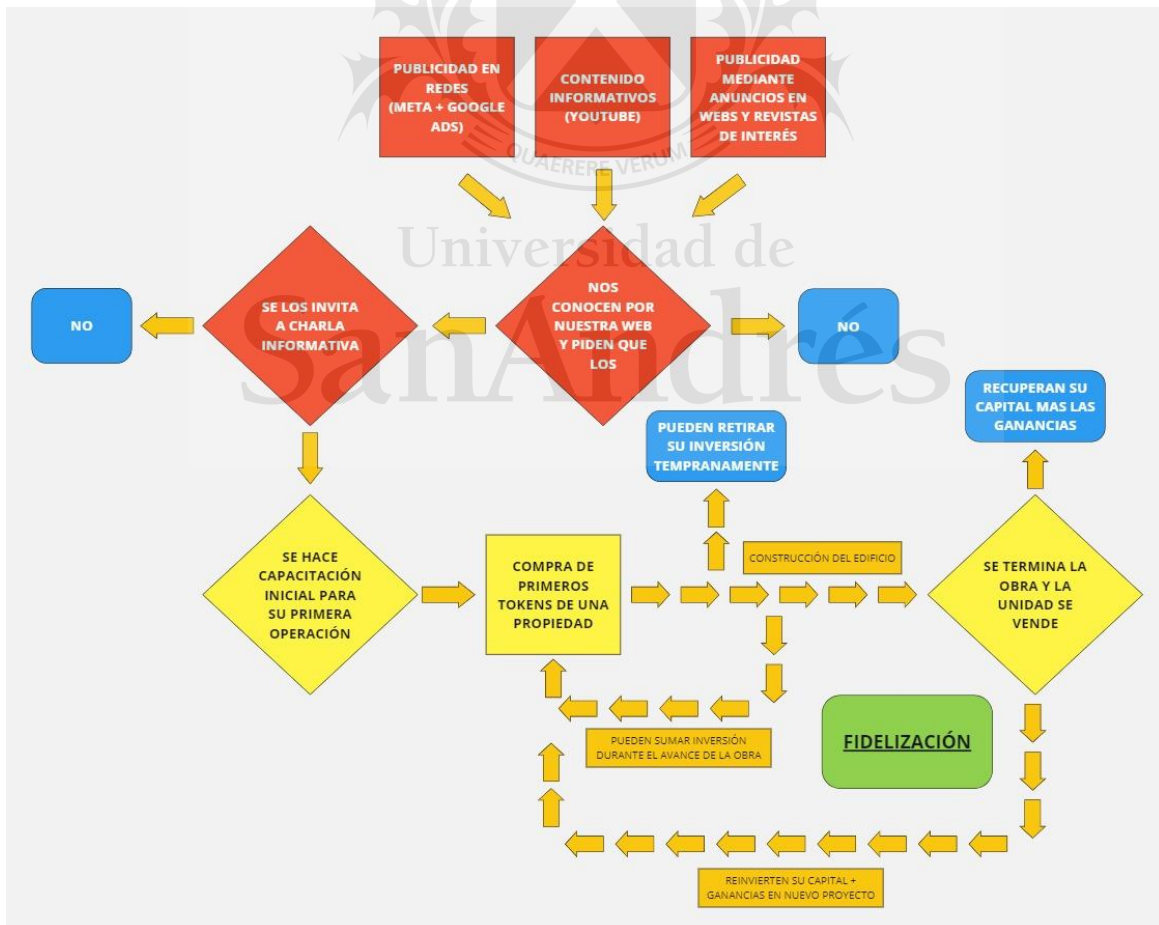 PUBLICIDAD EN
REDES
(META + GOOGLE
ADS)
CONTENIDO
INFORMATIVOS
(YOUTUBE)
PUBLICIDAD
MEDIANTE
ANUNCIOS EN
WEBS Y REVISTAS
DE INTERÉS
QUAERERE VERUM
Universidad de
SanAndrés
NO
SE LOS INVITA
A CHARLA
INFORMATIVA
NOS
CONOCEN POR
NUESTRA WEB
Y PIDEN QUE
LOS
NO
RECUPERAN SU
CAPITAL MAS LAS
GANANCIAS
PUEDEN RETIRAR
SU INVERSIÓN
TEMPRANAMENTE
SE HACE
CAPACITACIÓN
INICIAL PARA
SU PRIMERA
OPERACIÓN
COMPRA DE
PRIMEROS
TOKENS DE UNA
PROPIEDAD
CONSTRUCCIÓN DEL EDIFICIO
SE TERMINA LA
OBRA Y LA
UNIDAD SE
VENDE
PUEDEN SUMAR INVERSIÓN
DURANTE EL AVANCE DE LA OBRA
FIDELIZACIÓN
REINVIERTEN SU CAPITAL +
GANANCIAS EN NUEVO PROYECTO